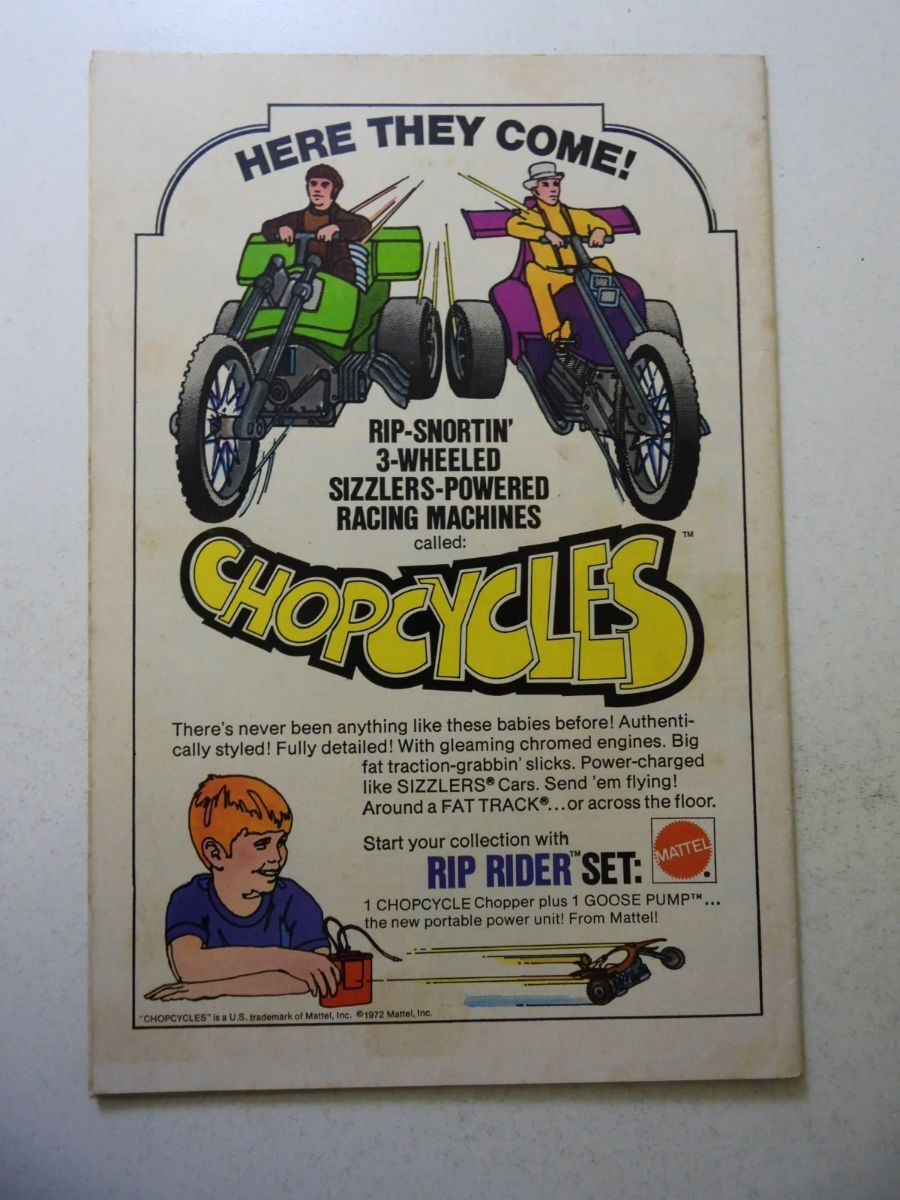 HERE THEY COME!
RIP-SNORTIN'
3-WHEELED
SIZZLERS-POWERED
RACING MACHINES
called:
CHOPCYCLES™
There's never been anything like these babies before! Authenti-
cally styled! Fully detailed! With gleaming chromed engines. Big
fat traction-grabbin' slicks. Power-charged
like SIZZLERS® Cars. Send 'em flying!
Around a FAT TRACK®...or across the floor.
Start your collection with
RIP RIDER™ SET:
MATTEL®
1 CHOPCYCLE Chopper plus 1 GOOSE PUMP™...
the new portable power unit! From Mattel!
"CHOPCYCLES" is a U.S. trademark of Mattel, Inc. ©1972 Mattel, Inc.